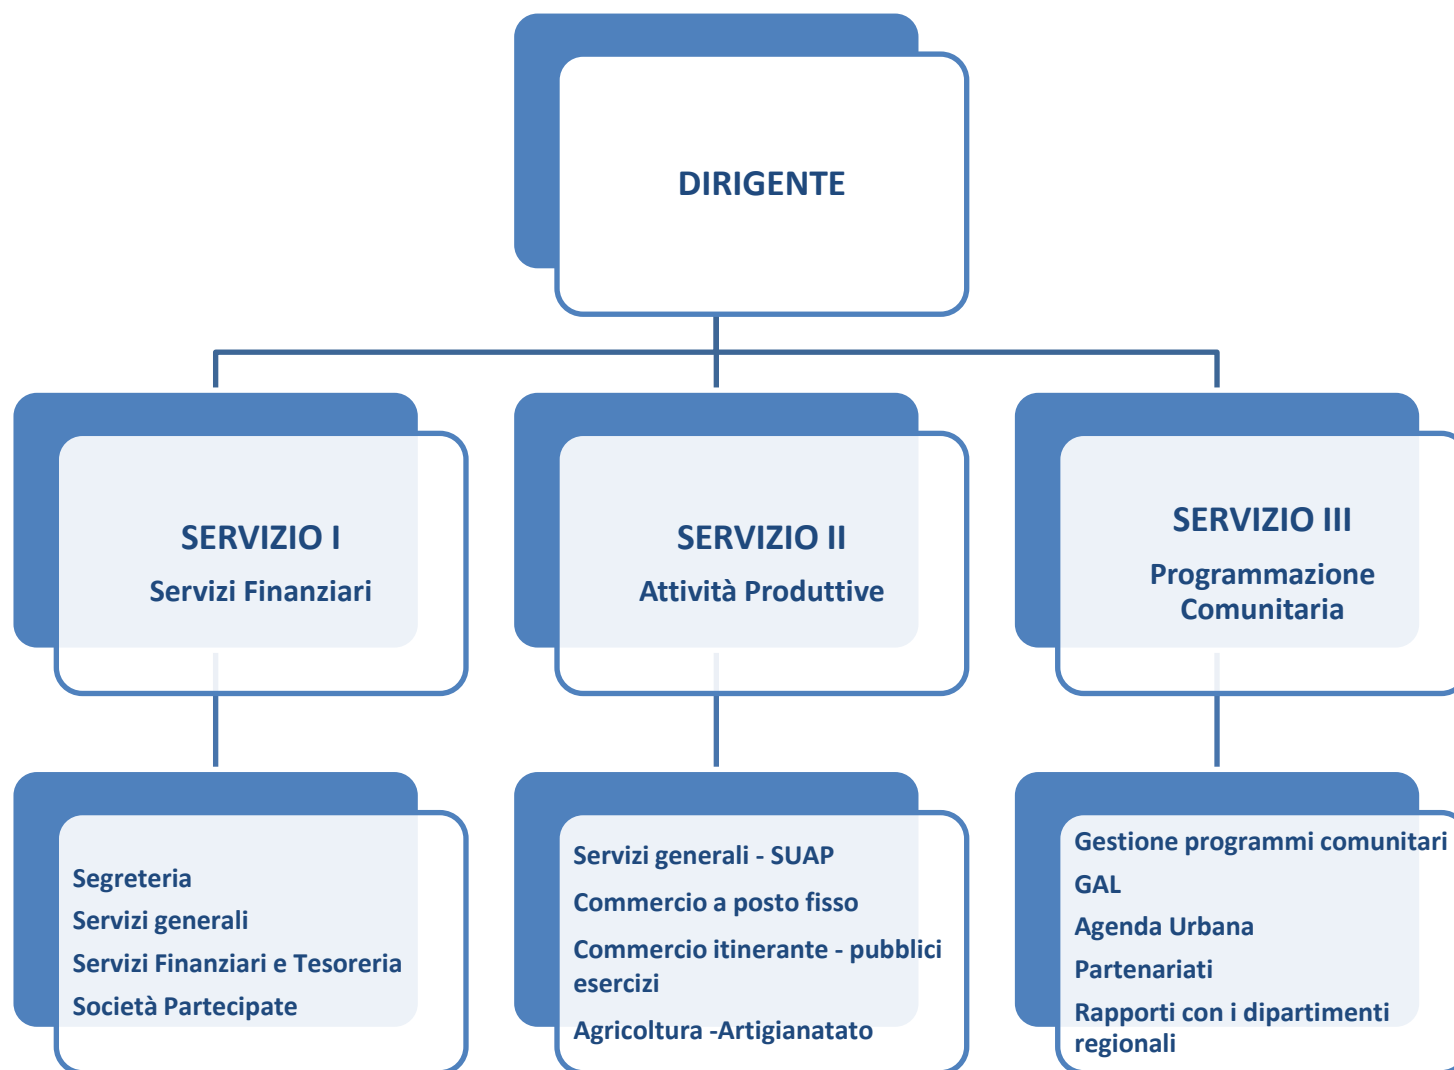 DIRIGENTE
SERVIZIO I
Servizi Finanziari
SERVIZIO II
Attività Produttive
SERVIZIO III
Programmazione
Comunitaria
Segreteria
Servizi generali
Servizi Finanziari e Tesoreria
Società Partecipate
Servizi generali - SUAP
Commercio a posto fisso
Commercio itinerante - pubblici
esercizi
Agricoltura -Artigianatato
Gestione programmi comunitari
GAL
Agenda Urbana
Partenariati
Rapporti con i dipartimenti
regionali